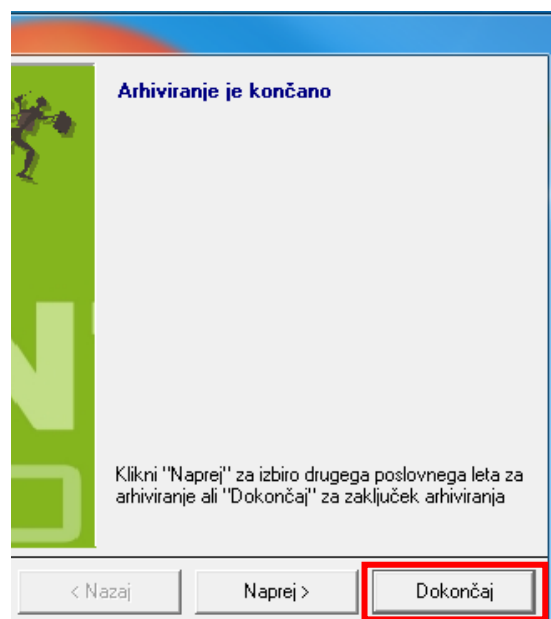 Arhiviranje je končano
Klikni "Naprej" za izbiro drugega poslovnega leta za
arhiviranje ali "Dokončaj" za zaključek arhiviranja
< Nazaj
Naprej >
Dokončaj